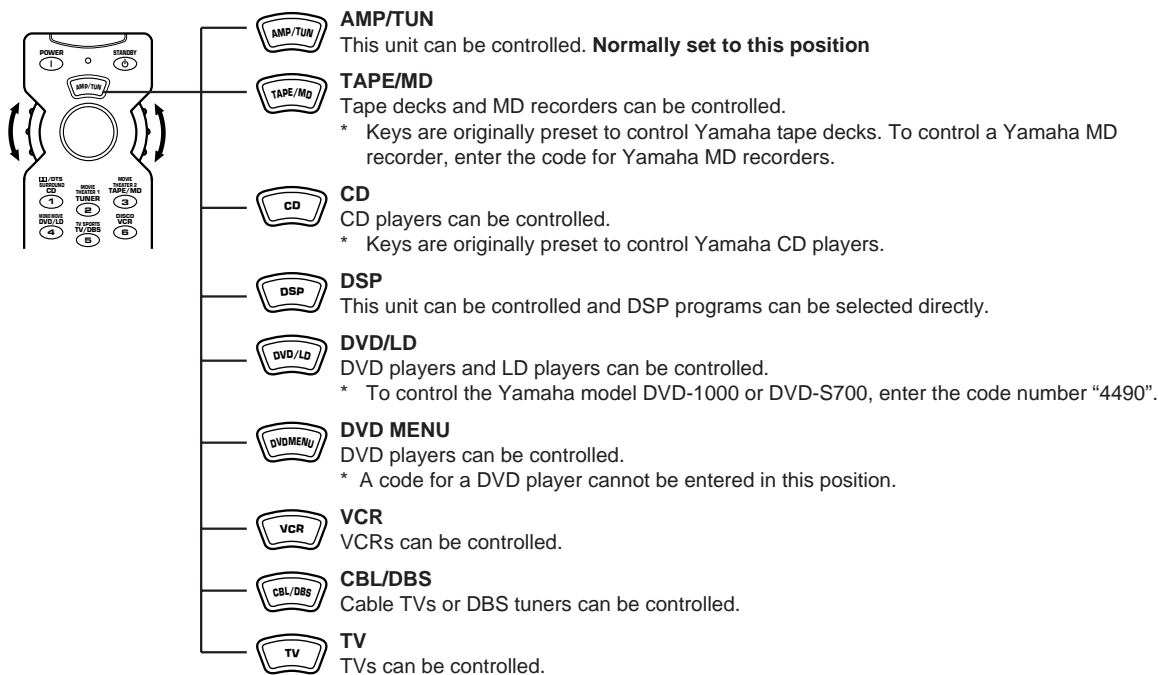 POWER
STANDBY
AMP/TUN
/DTS
SURROUND
CD
1
MOVIE
THEATER 1
TUNER
2
MOVIE
THEATER 2
TAPE/MD
3
MONO MOVIE
DVD/LD
4
TV SPORTS
TV/DBS
5
DISCO
VCR
6
AMP/TUN
AMP/TUN
This unit can be controlled. Normally set to this position
TAPE/MD
TAPE/MD
Tape decks and MD recorders can be controlled.
* Keys are originally preset to control Yamaha tape decks. To control a Yamaha MD
recorder, enter the code for Yamaha MD recorders.
CD
CD
CD players can be controlled.
* Keys are originally preset to control Yamaha CD players.
DSP
DSP
This unit can be controlled and DSP programs can be selected directly.
DVD/LD
DVD/LD
DVD players and LD players can be controlled.
* To control the Yamaha model DVD-1000 or DVD-S700, enter the code number “4490”.
DVDMENU
DVD MENU
DVD players can be controlled.
* A code for a DVD player cannot be entered in this position.
VCR
VCR
VCRs can be controlled.
CBL/DBS
CBL/DBS
Cable TVs or DBS tuners can be controlled.
TV
TV
TVs can be controlled.